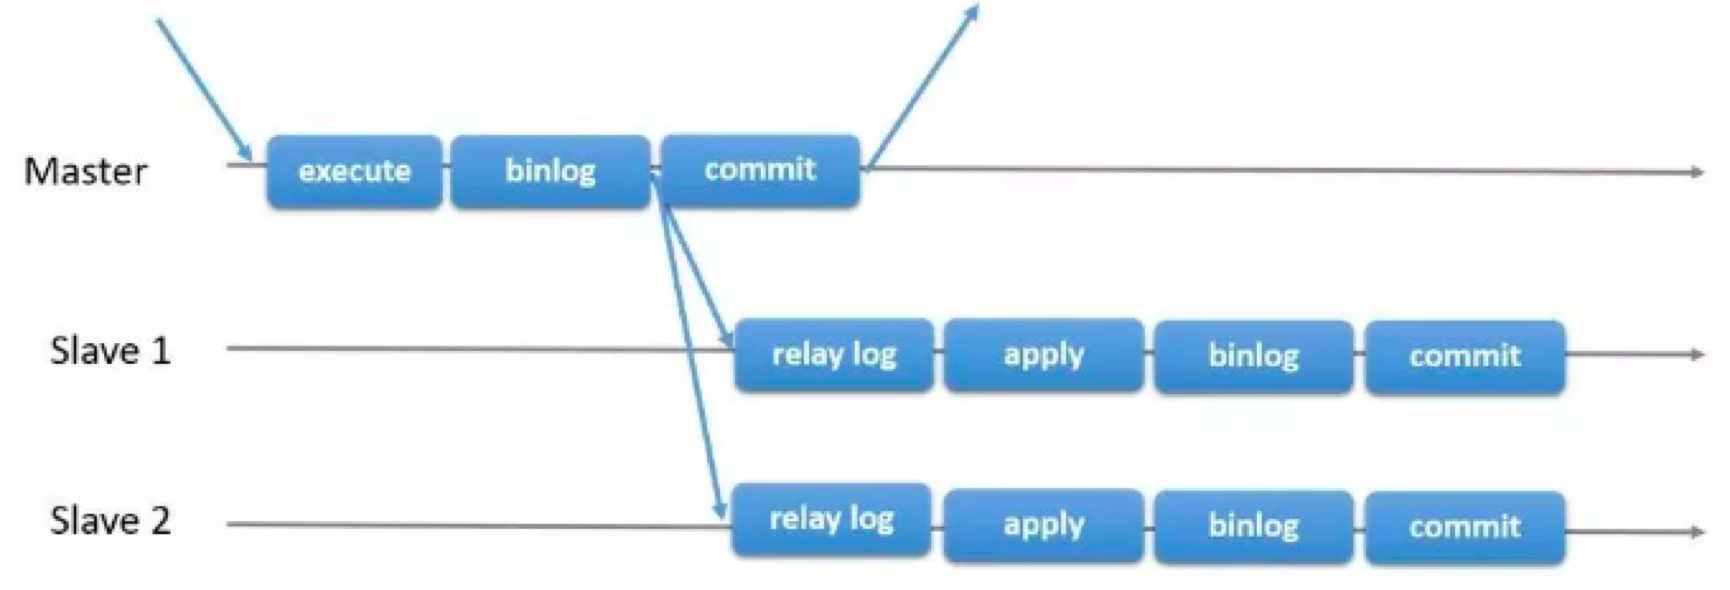 Master execute binlog commit
Slave 1 relay log apply binlog commit
Slave 2 relay log apply binlog commit